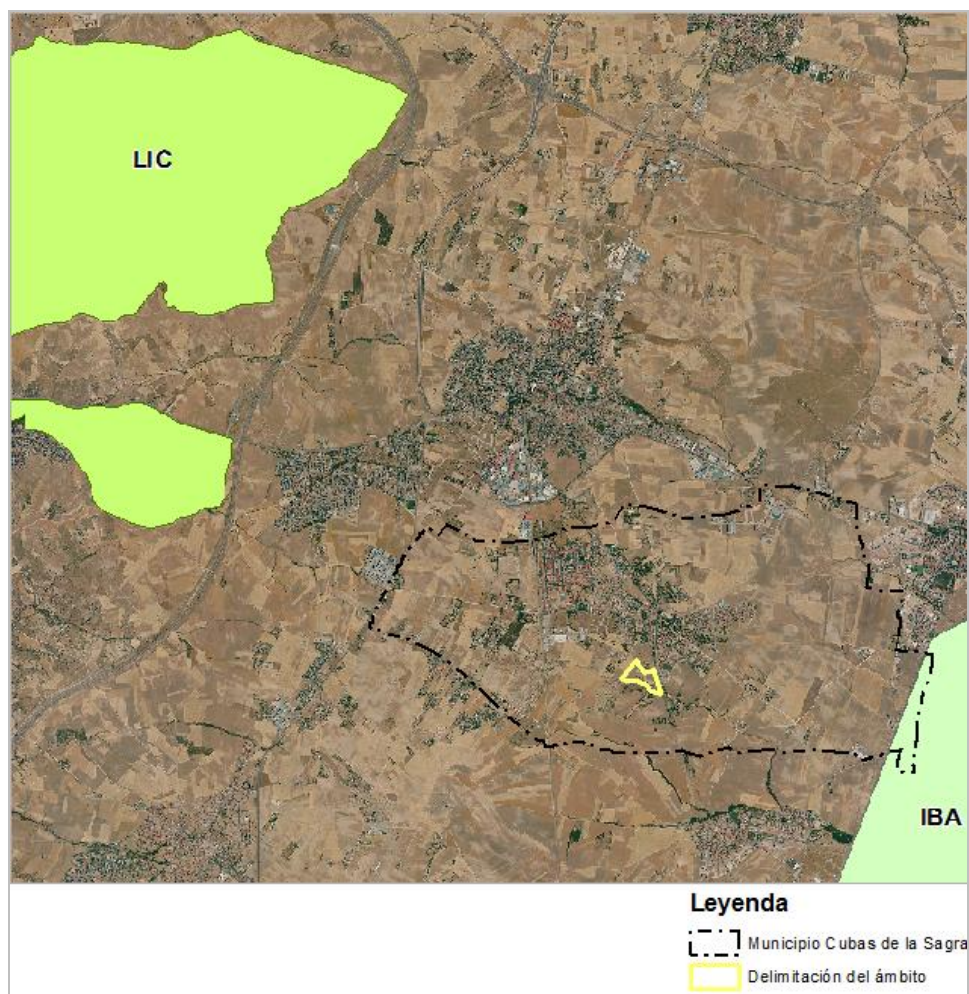 LIC
IBA
Leyenda
Municipio Cubas de la Sagra
Delimitación del ámbito